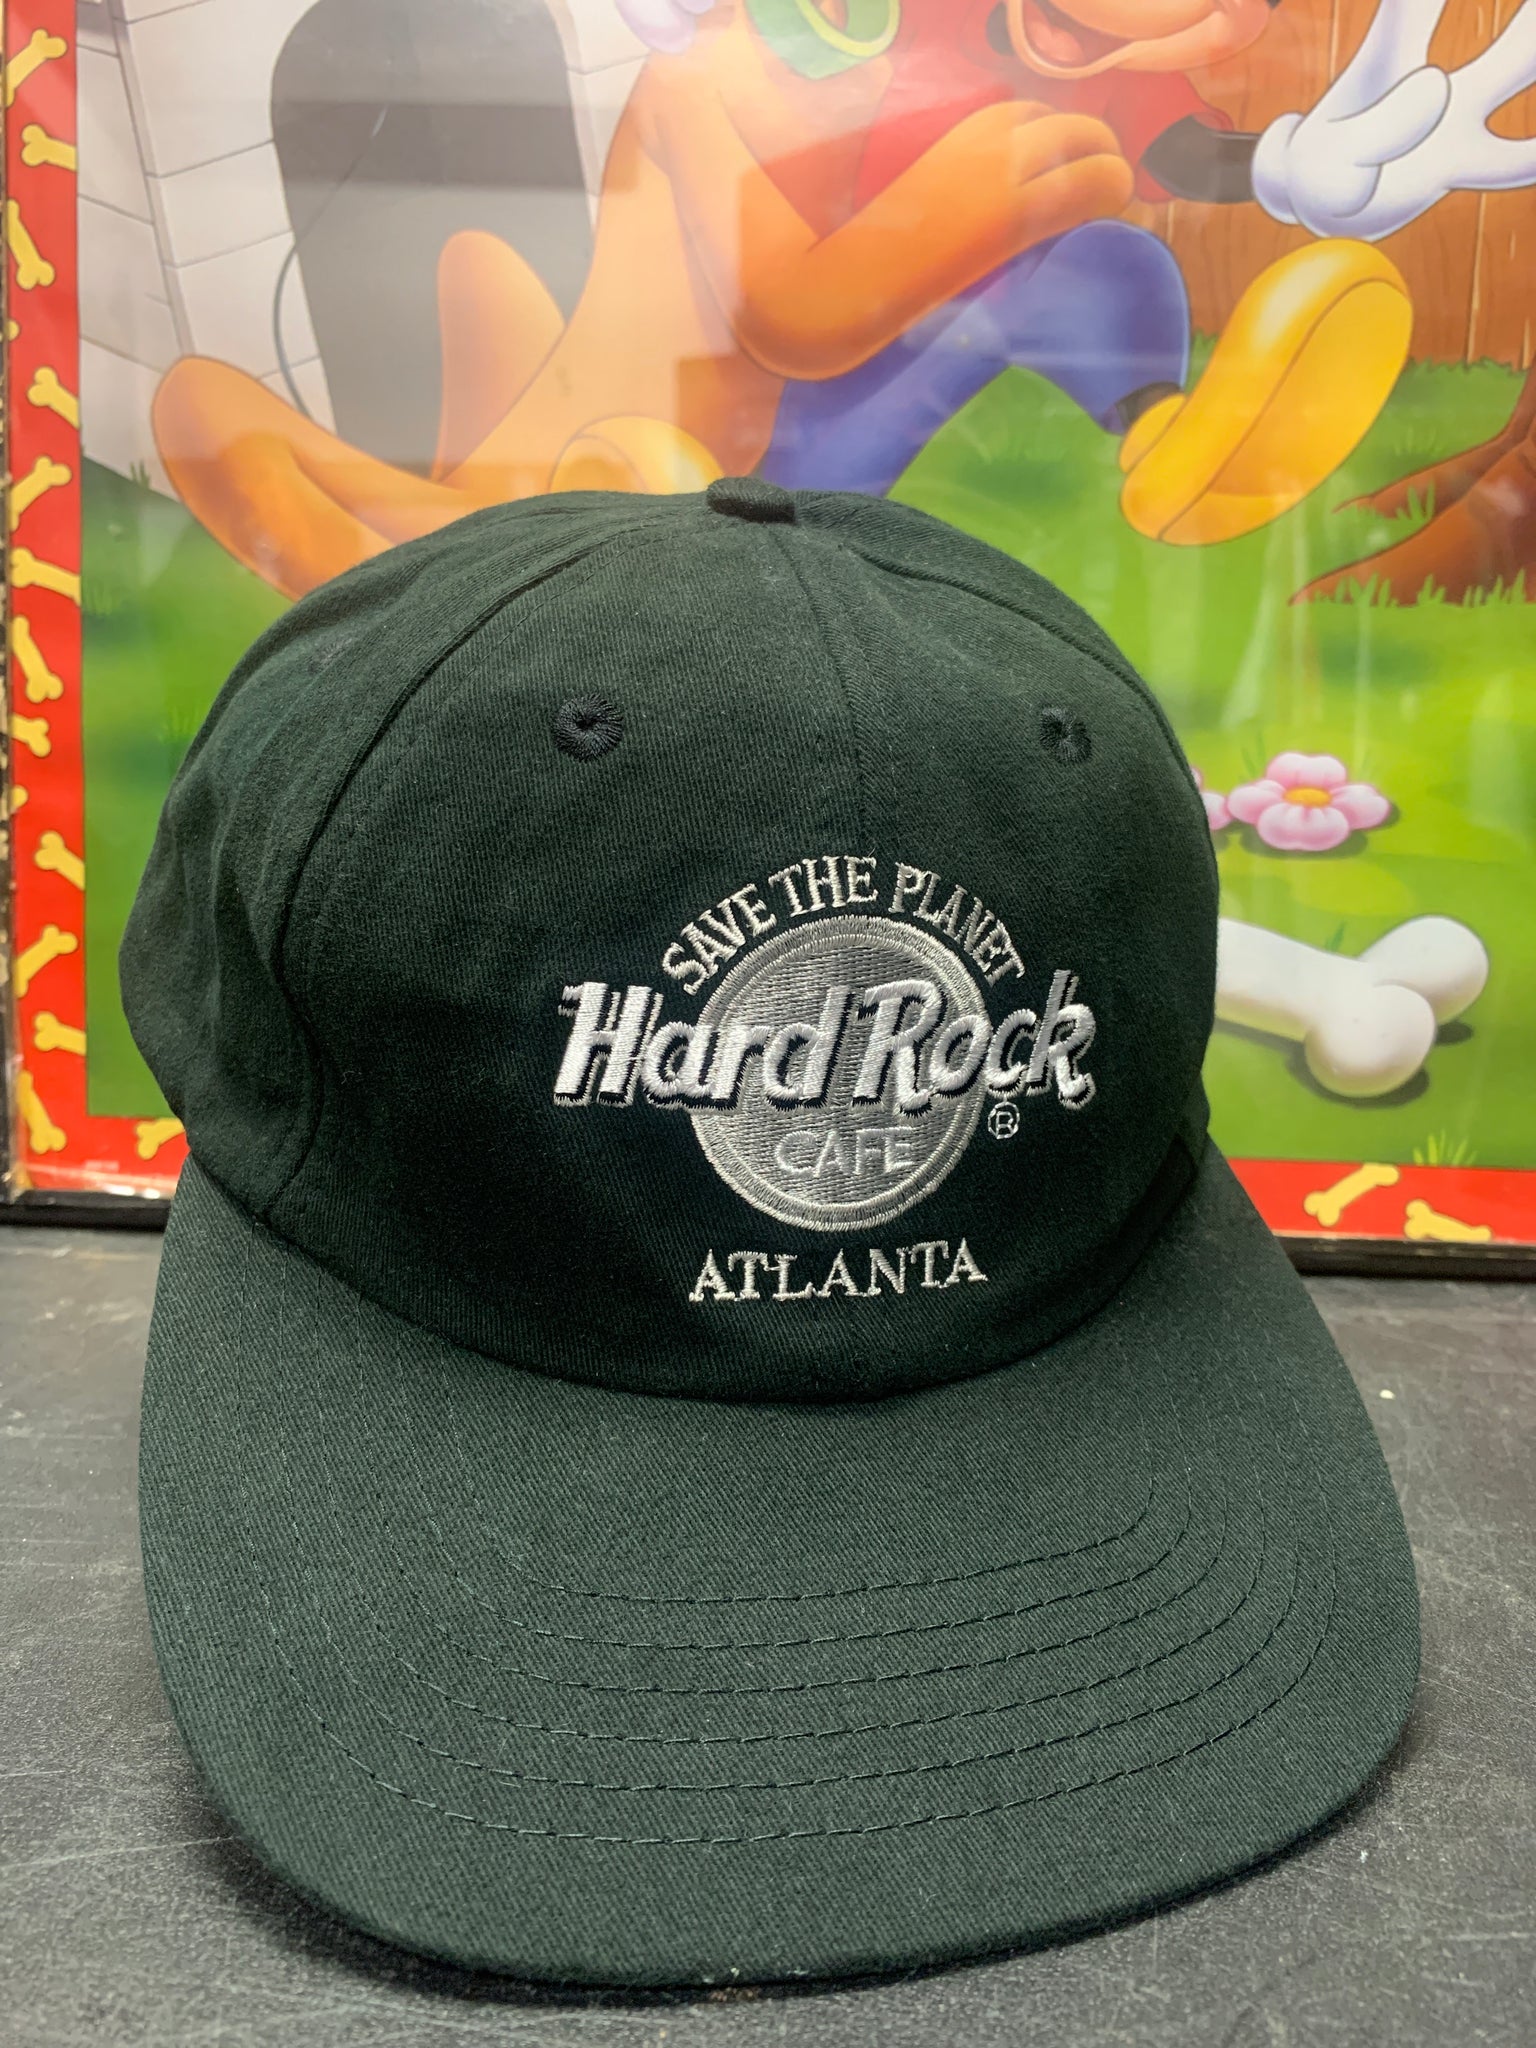 SAVE THE PLANET
Hard Rock
®
CAFE
ATLANTA